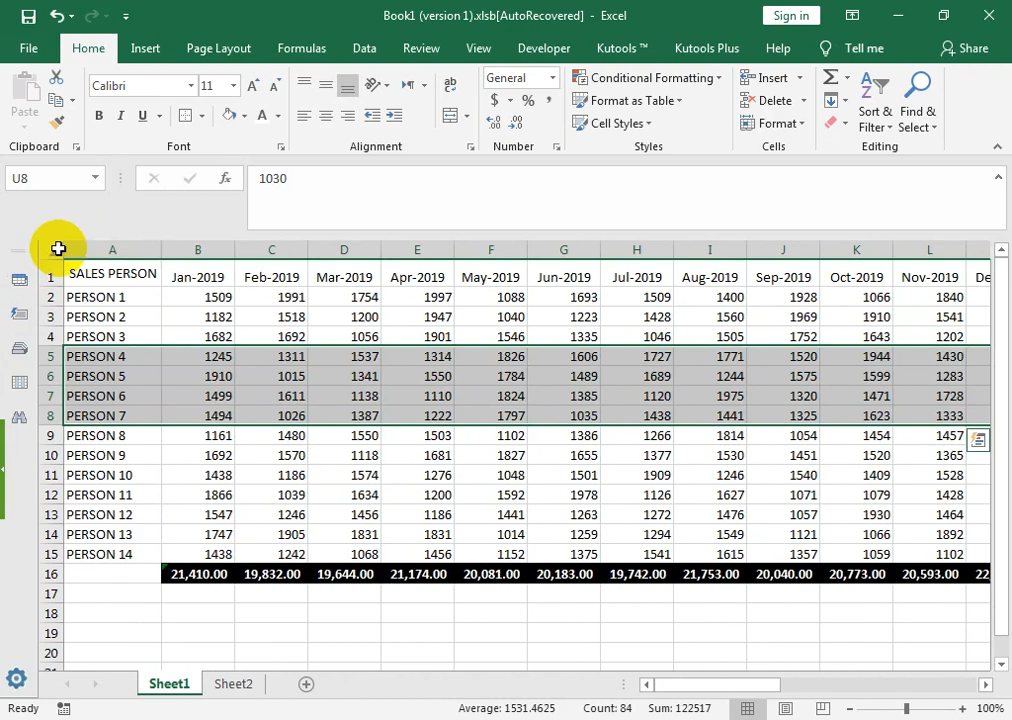 Book1 (version 1).xlsb[AutoRecovered] - Excel
Sign in
File Home Insert Page Layout Formulas Data Review View Developer Kutools ™ Kutools Plus Help Tell me Share
Paste
Calibri 11
General
Conditional Formatting
Format as Table
Cell Styles
Insert
Delete
Format
Sort & Filter
Find & Select
B I U A $ % ,
Clipboard Font Alignment Number Styles Cells Editing
U8 fx 1030
A B C D E F G H I J K L
1 SALES PERSON Jan-2019 Feb-2019 Mar-2019 Apr-2019 May-2019 Jun-2019 Jul-2019 Aug-2019 Sep-2019 Oct-2019 Nov-2019 De
2 PERSON 1 1509 1991 1754 1997 1088 1693 1509 1400 1928 1066 1840
3 PERSON 2 1182 1518 1200 1947 1040 1223 1428 1560 1969 1910 1541
4 PERSON 3 1682 1692 1056 1901 1546 1335 1046 1505 1752 1643 1202
5 PERSON 4 1245 1311 1537 1314 1826 1606 1727 1771 1520 1944 1430
6 PERSON 5 1910 1015 1341 1550 1784 1489 1689 1244 1575 1599 1283
7 PERSON 6 1499 1611 1138 1110 1824 1385 1120 1975 1320 1471 1728
8 PERSON 7 1494 1026 1387 1222 1797 1035 1438 1441 1325 1623 1333
9 PERSON 8 1161 1480 1550 1503 1102 1386 1266 1814 1054 1454 1457
10 PERSON 9 1692 1570 1118 1681 1827 1655 1377 1530 1451 1520 1365
11 PERSON 10 1438 1186 1574 1276 1048 1501 1909 1246 1540 1409 1528
12 PERSON 11 1866 1039 1634 1200 1592 1978 1126 1627 1071 1079 1428
13 PERSON 12 1547 1246 1456 1186 1441 1263 1272 1476 1057 1930 1464
14 PERSON 13 1747 1905 1831 1831 1014 1259 1294 1549 1121 1066 1892
15 PERSON 14 1438 1242 1068 1456 1152 1375 1541 1615 1357 1059 1102
16 21,410.00 19,832.00 19,644.00 21,174.00 20,081.00 20,183.00 19,742.00 21,753.00 20,040.00 20,773.00 20,593.00 22
17
18
19
20
Sheet1 Sheet2
Ready Average: 1531.4625 Count: 84 Sum: 122517 100%